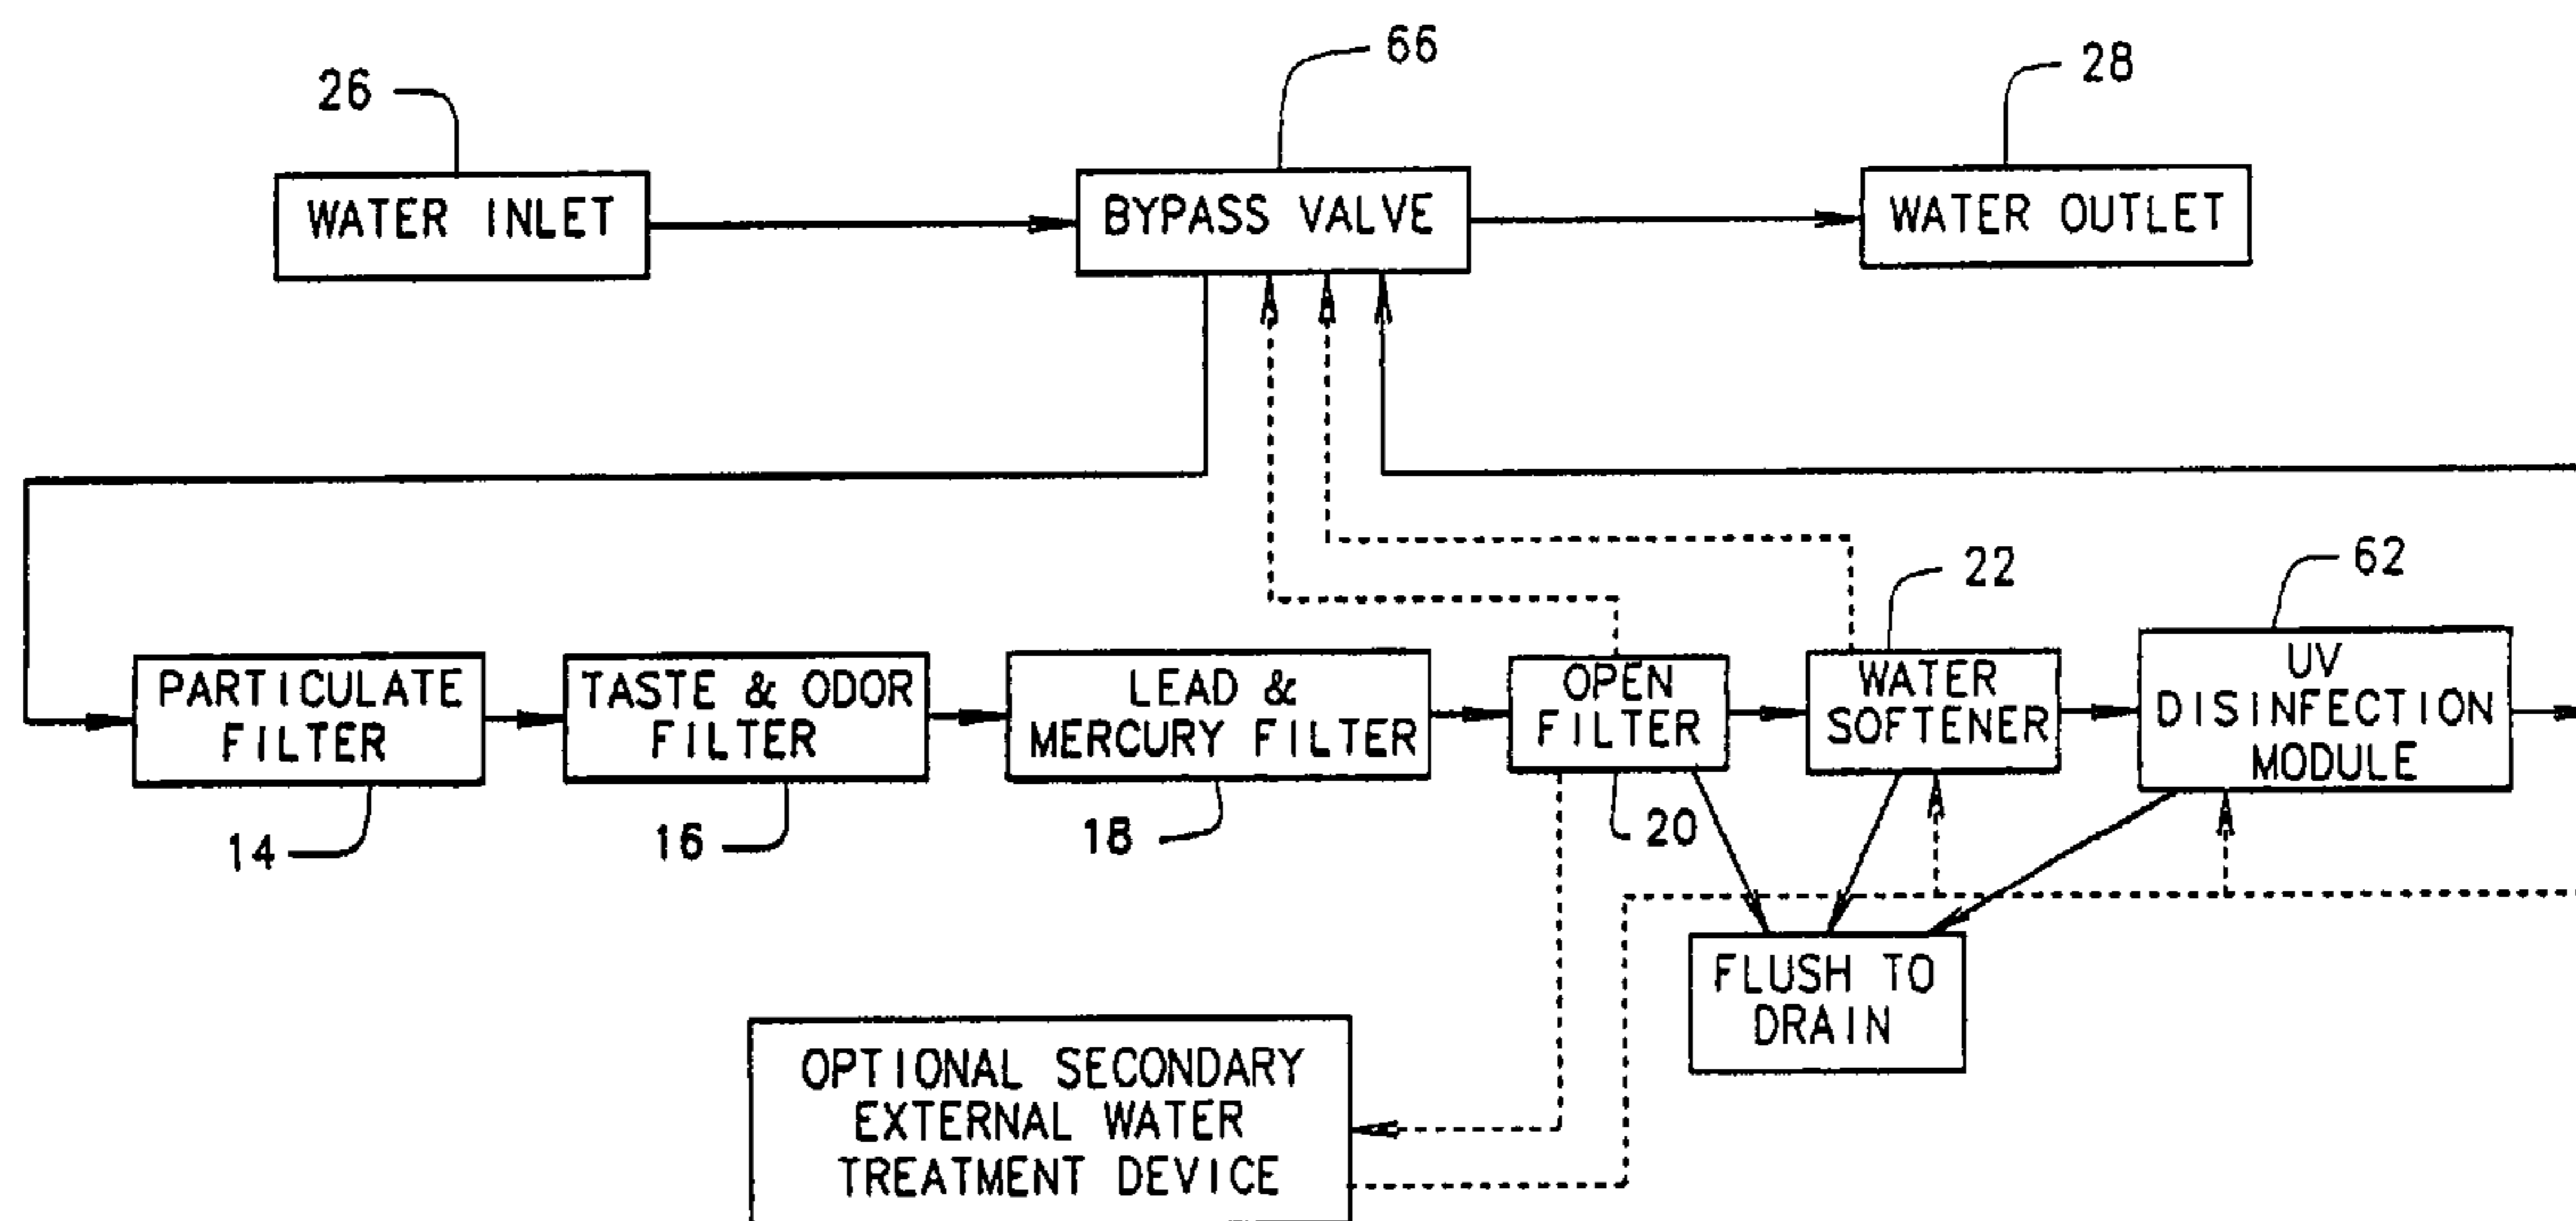 26
66
28
WATER INLET
BYPASS VALVE
WATER OUTLET
22
62
PARTICULATE
FILTER
TASTE & ODOR
FILTER
LEAD &
MERCURY FILTER
OPEN
FILTER
WATER
SOFTENER
UV
DISINFECTION
MODULE
14
16
18
20
FLUSH TO
DRAIN
OPTIONAL SECONDARY
EXTERNAL WATER
TREATMENT DEVICE